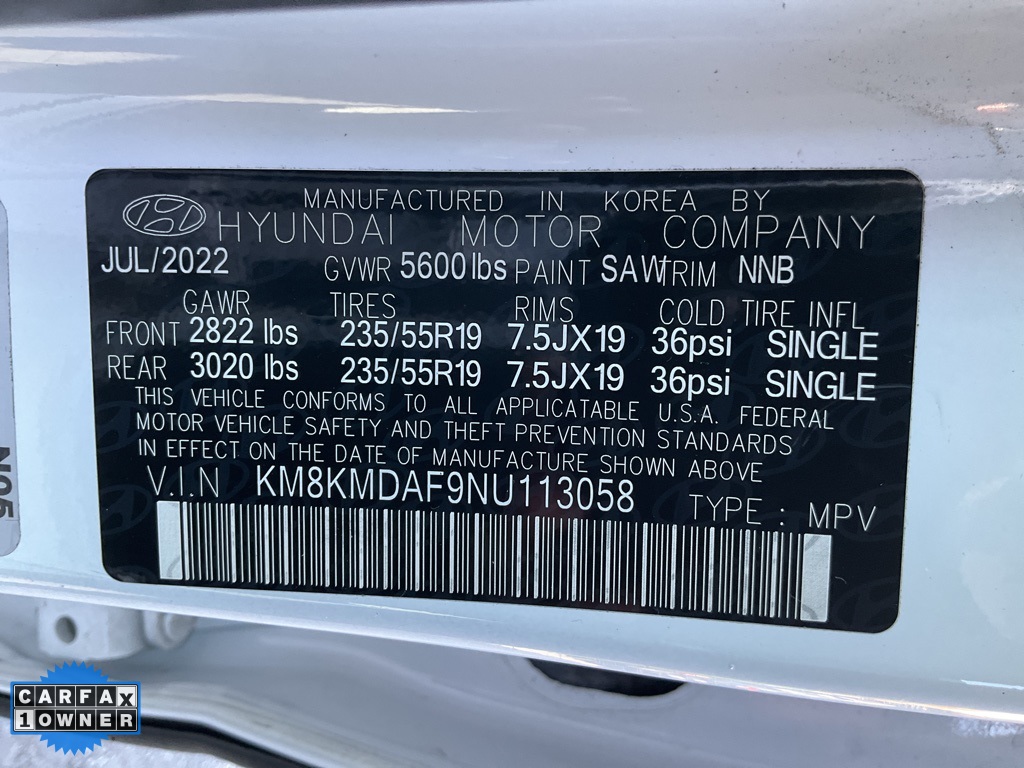 MANUFACTURED IN KOREA BY
HYUNDAI MOTOR COMPANY
JUL/2022 GVWR 5600 lbs PAINT SAW TRIM NNB
GAWR TIRES RIMS COLD TIRE INFL
FRONT 2822 lbs 235/55R19 7.5JX19 36psi SINGLE
REAR 3020 lbs 235/55R19 7.5JX19 36psi SINGLE
THIS VEHICLE CONFORMS TO ALL APPLICATABLE U.S.A. FEDERAL
MOTOR VEHICLE SAFETY AND THEFT PREVENTION STANDARDS
IN EFFECT ON THE DATE OF MANUFACTURE SHOWN ABOVE
V.I.N KM8KMDAF9NU113058 TYPE : MPV
N05
CARFAX
1 OWNER